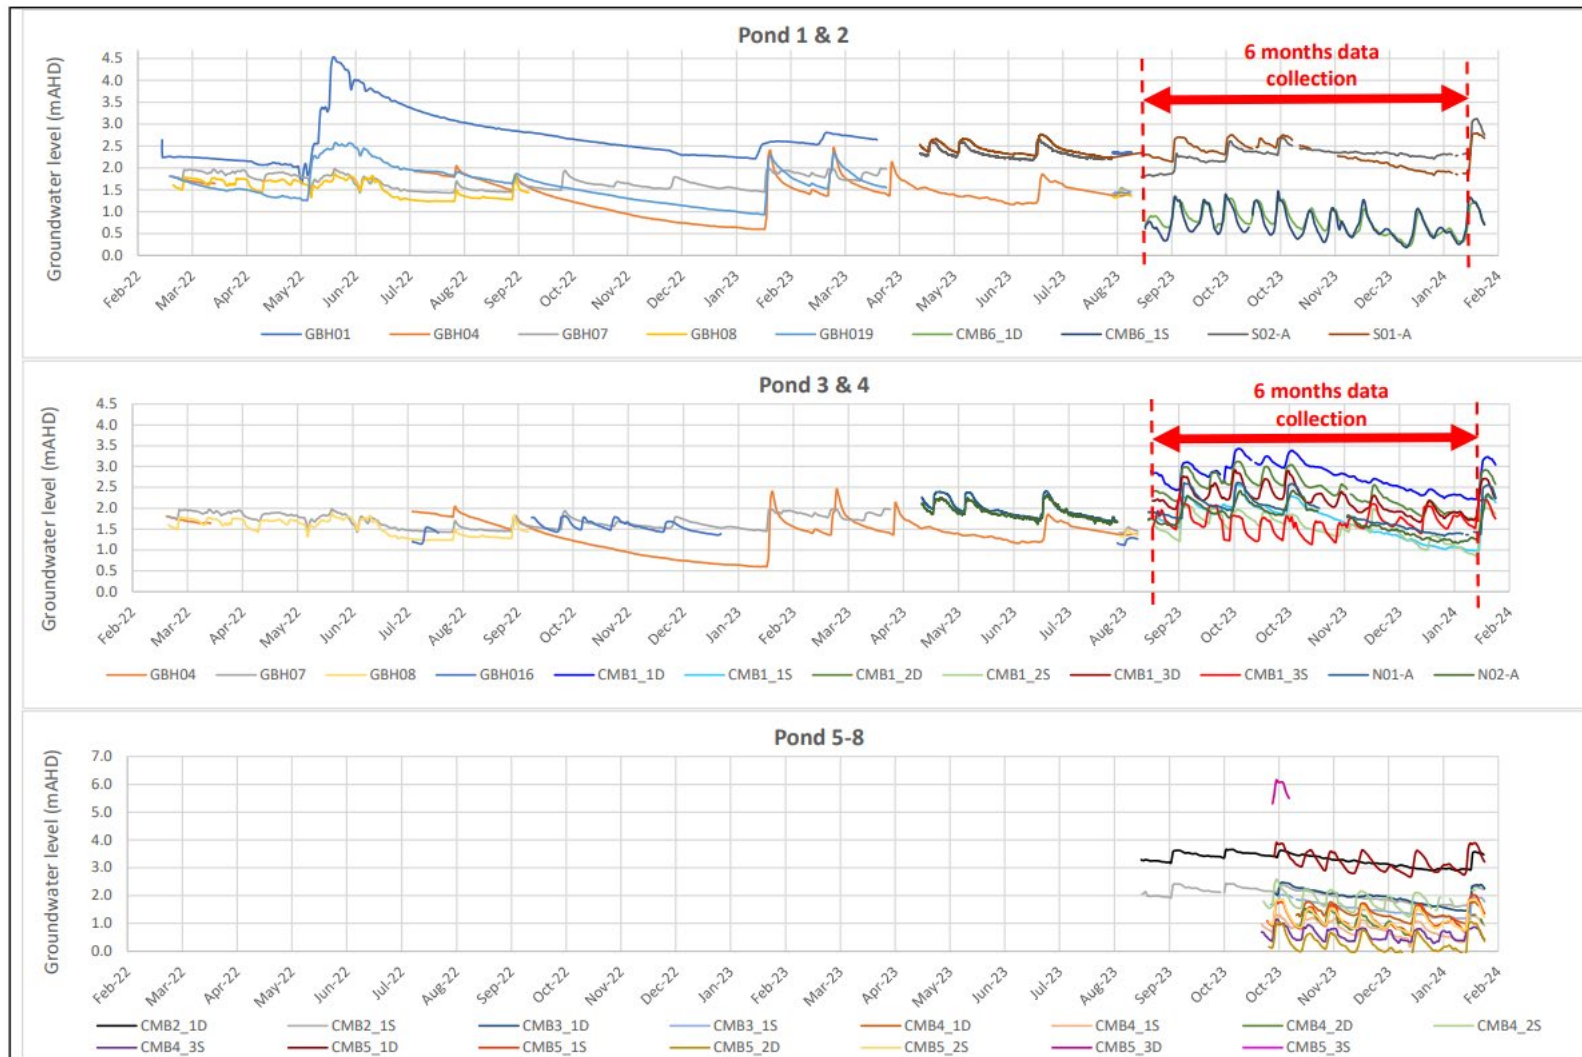 Pond 1 & 2
6 months data
collection
Groundwater level (mAHD)
4.5
4.0
3.5
3.0
2.5
2.0
1.5
1.0
0.5
0.0
Feb-22 Mar-22 Apr-22 May-22 Jun-22 Jul-22 Aug-22 Sep-22 Oct-22 Nov-22 Dec-22 Jan-23 Feb-23 Mar-23 Apr-23 May-23 Jun-23 Jul-23 Aug-23 Sep-23 Oct-23 Oct-23 Nov-23 Dec-23 Jan-24 Feb-24
GBH01 GBH04 GBH07 GBH08 GBH019 CMB6_1D CMB6_1S S02-A S01-A
Pond 3 & 4
6 months data
collection
Groundwater level (mAHD)
4.5
4.0
3.5
3.0
2.5
2.0
1.5
1.0
0.5
0.0
Feb-22 Mar-22 Apr-22 May-22 Jun-22 Jul-22 Aug-22 Sep-22 Oct-22 Nov-22 Dec-22 Jan-23 Feb-23 Mar-23 Apr-23 May-23 Jun-23 Jul-23 Aug-23 Sep-23 Oct-23 Oct-23 Nov-23 Dec-23 Jan-24 Feb-24
GBH04 GBH07 GBH08 GBH016 CMB1_1D CMB1_1S CMB1_2D CMB1_2S CMB1_3D CMB1_3S N01-A N02-A
Pond 5-8
Groundwater level (mAHD)
7.0
6.0
5.0
4.0
3.0
2.0
1.0
0.0
Feb-22 Mar-22 Apr-22 May-22 Jun-22 Jul-22 Aug-22 Sep-22 Oct-22 Nov-22 Dec-22 Jan-23 Feb-23 Mar-23 Apr-23 May-23 Jun-23 Jul-23 Aug-23 Sep-23 Oct-23 Oct-23 Nov-23 Dec-23 Jan-24 Feb-24
CMB2_1D CMB2_1S CMB3_1D CMB3_1S CMB4_1D CMB4_1S CMB4_2D CMB4_2S
CMB4_3S CMB5_1D CMB5_1S CMB5_2D CMB5_2S CMB5_3D CMB5_3S